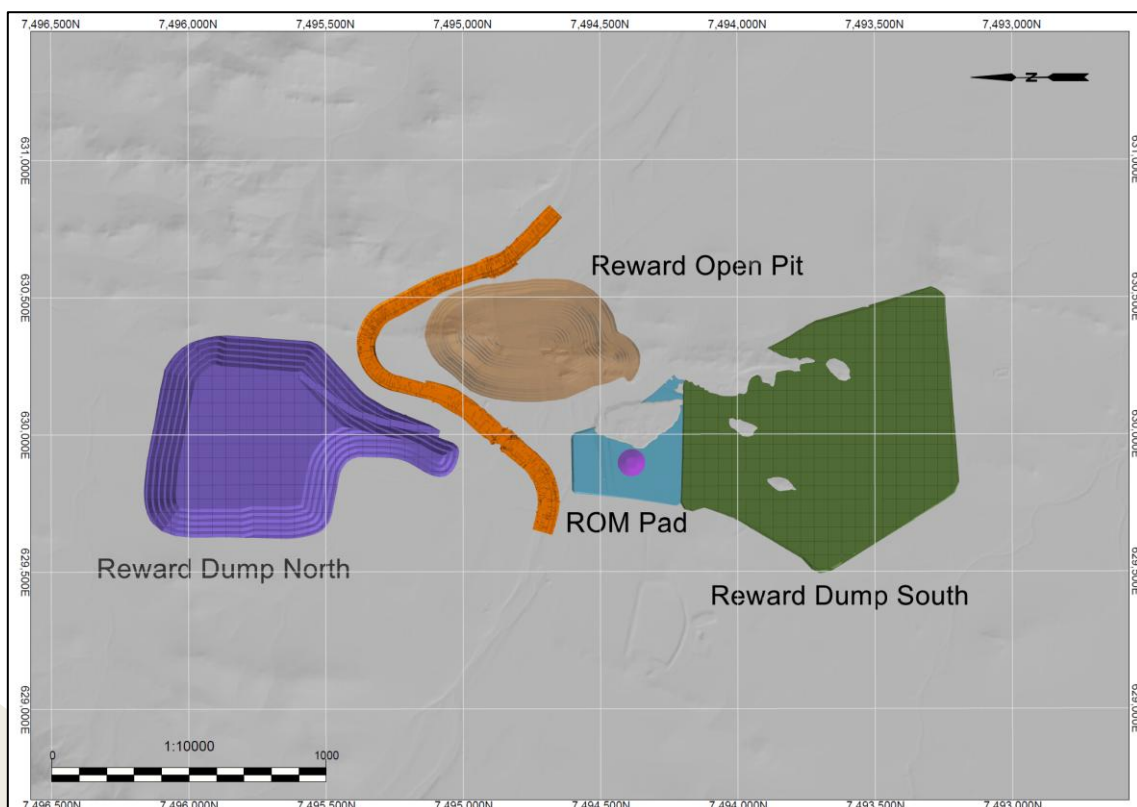 7,496,500N 7,496,000N 7,495,500N 7,495,000N 7,494,500N 7,494,000N 7,493,500N 7,493,000N
N
631,000E 631,000E
Reward Open Pit
630,500E 630,500E
630,000E 630,000E
ROM Pad
Reward Dump North
629,500E 629,500E
Reward Dump South
629,000E 629,000E
1:10000
0 1000
7,496,500N 7,496,000N 7,495,500N 7,495,000N 7,494,500N 7,494,000N 7,493,500N 7,493,000N